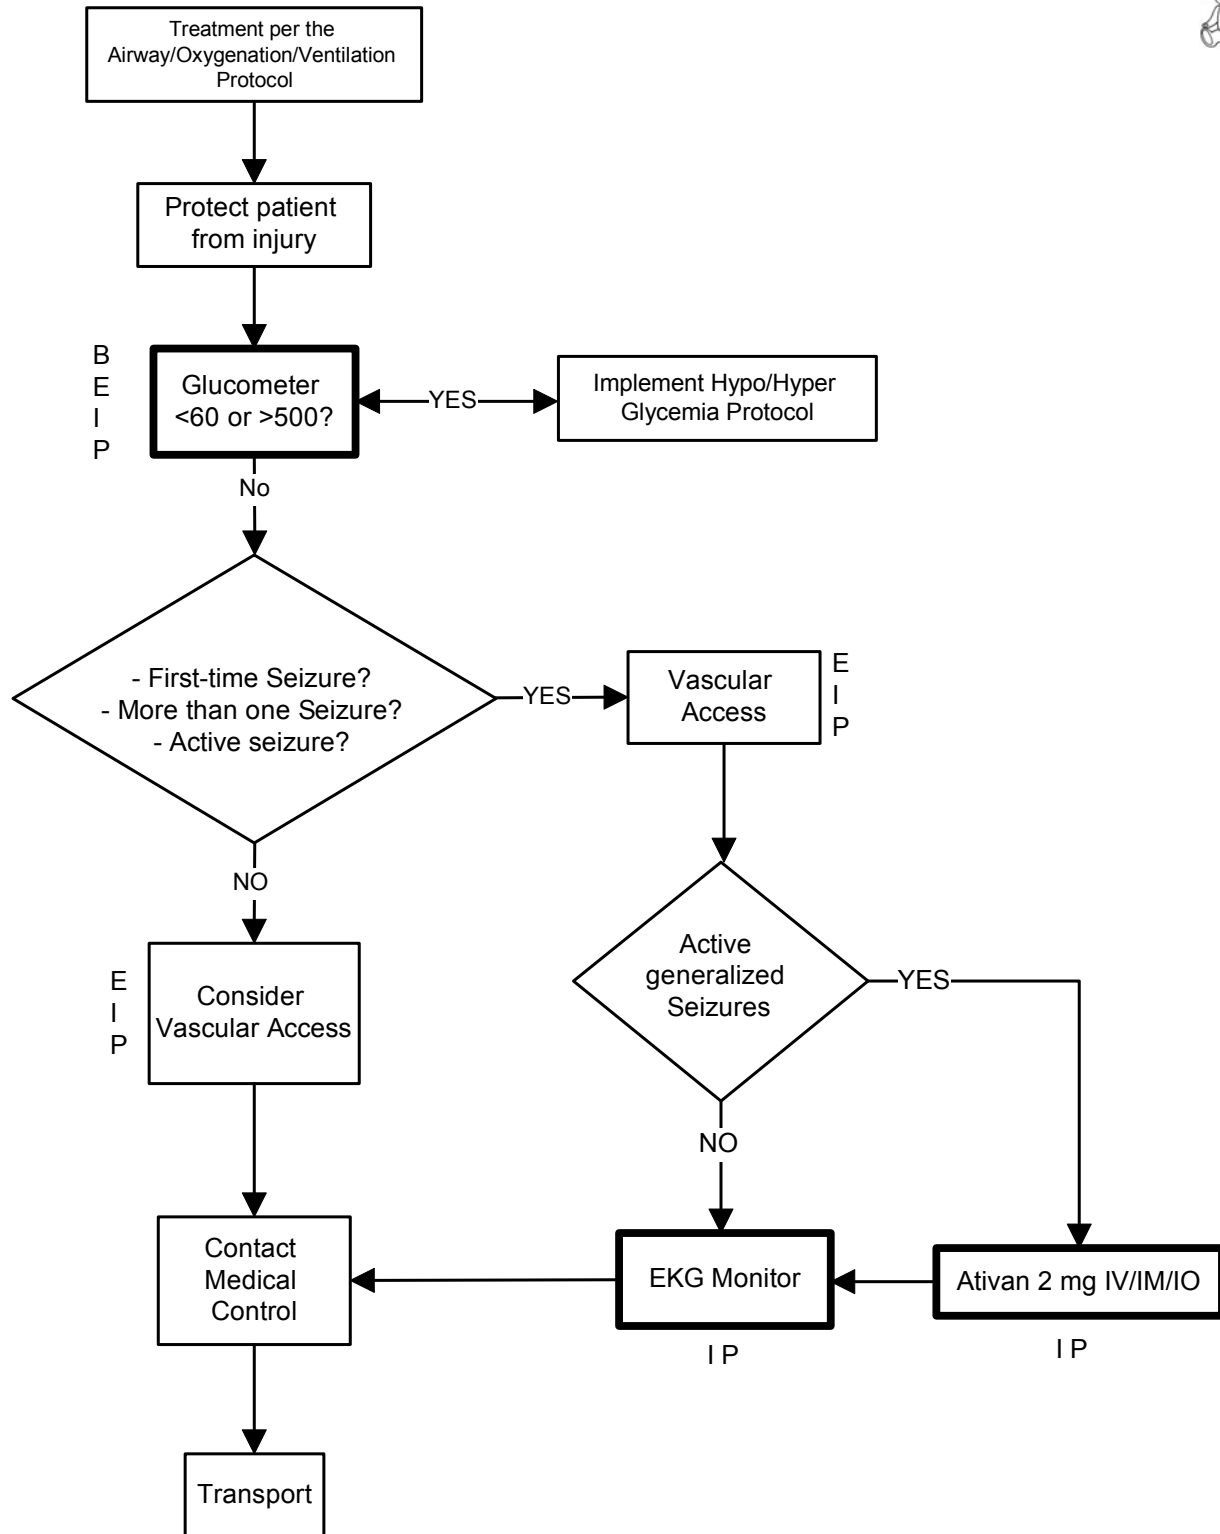 Treatment per the
Airway/Oxygenation/Ventilation
Protocol
Protect patient
from injury
B
E
I
P
Glucometer
<60 or >500?
YES
Implement Hypo/Hyper
Glycemia Protocol
No
- First-time Seizure?
- More than one Seizure?
- Active seizure?
YES
Vascular
Access
E
I
P
NO
Active
generalized
Seizures
YES
E
I
P
Consider
Vascular Access
NO
Contact
Medical
Control
EKG Monitor
Ativan 2 mg IV/IM/IO
I P
I P
Transport